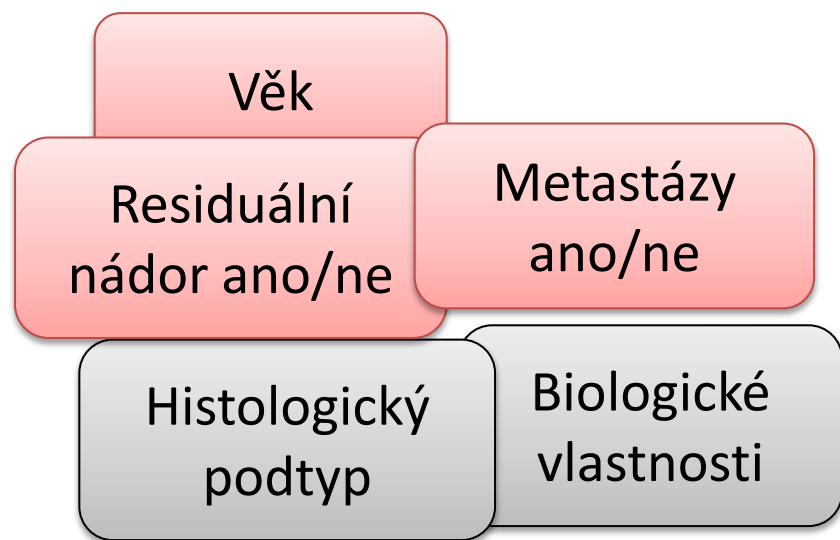 Věk
Residuální
nádor ano/ne
Metastázy
ano/ne
Histologický
podtyp
Biologické
vlastnosti